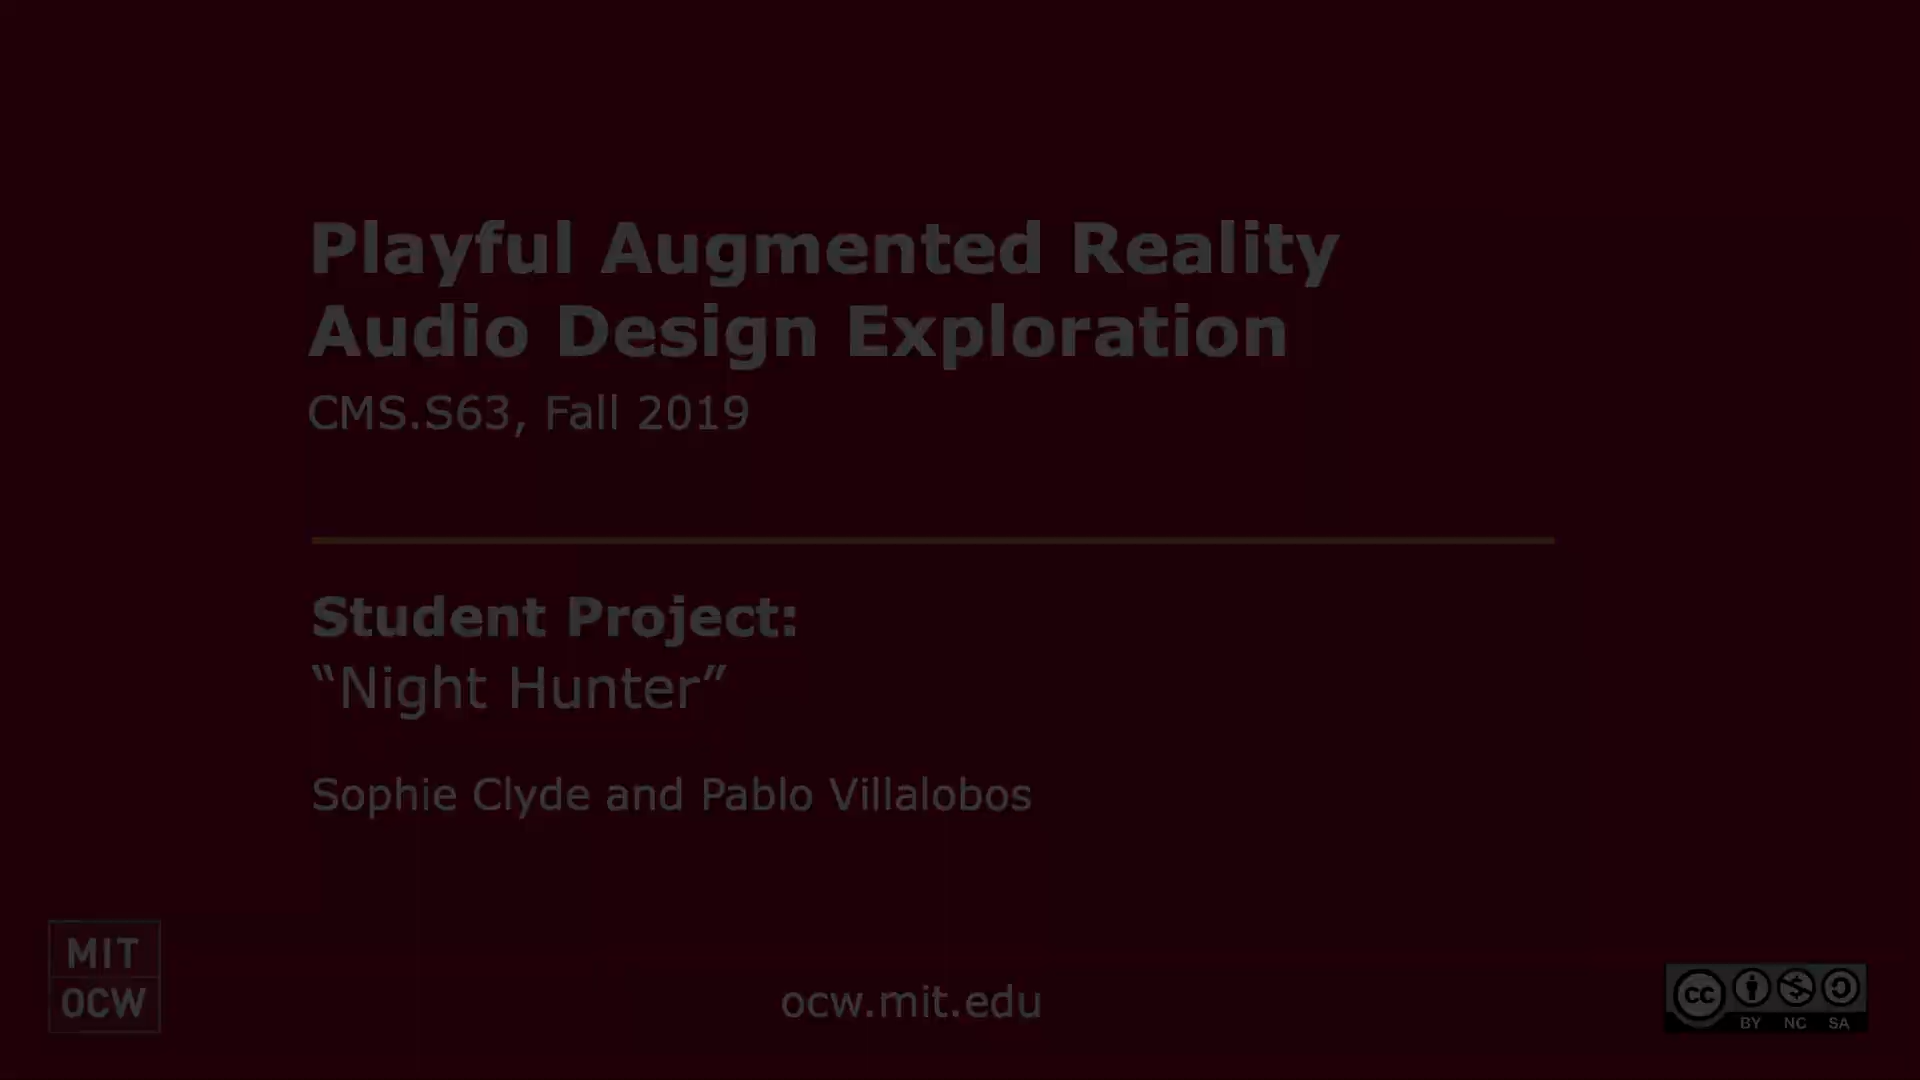 Playful Augmented Reality
Audio Design Exploration
CMS.S63, Fall 2019
Student Project:
“Night Hunter”
Sophie Clyde and Pablo Villalobos
MIT
OCW
ocw.mit.edu
cc
BY NC SA